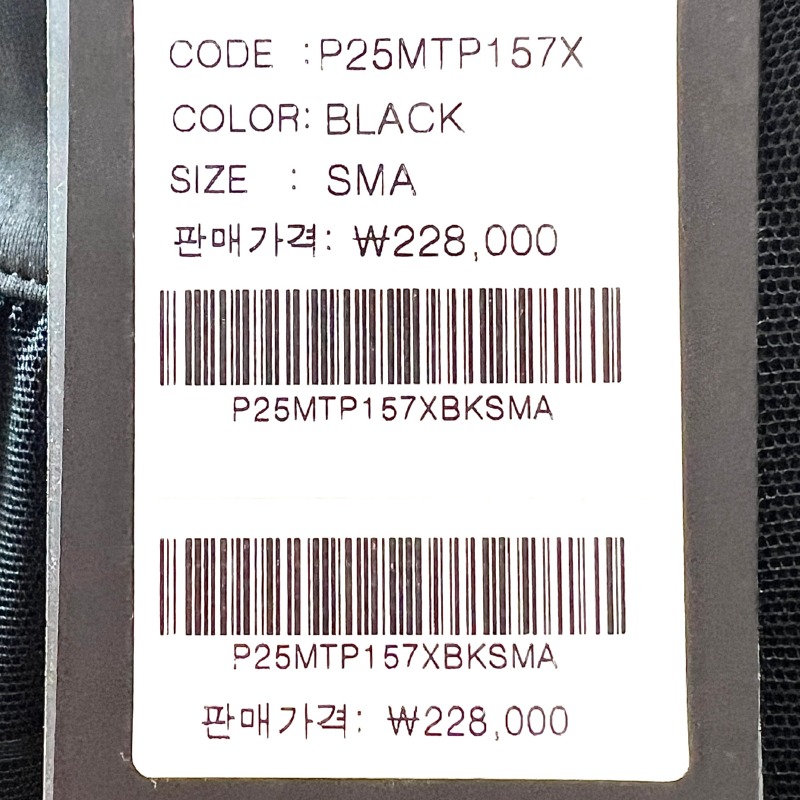 CODE :P25MTP157X
COLOR: BLACK
SIZE : SMA
판매가격: ₩228,000
P25MTP157XBKSMA
P25MTP157XBKSMA
판매가격: ₩228,000